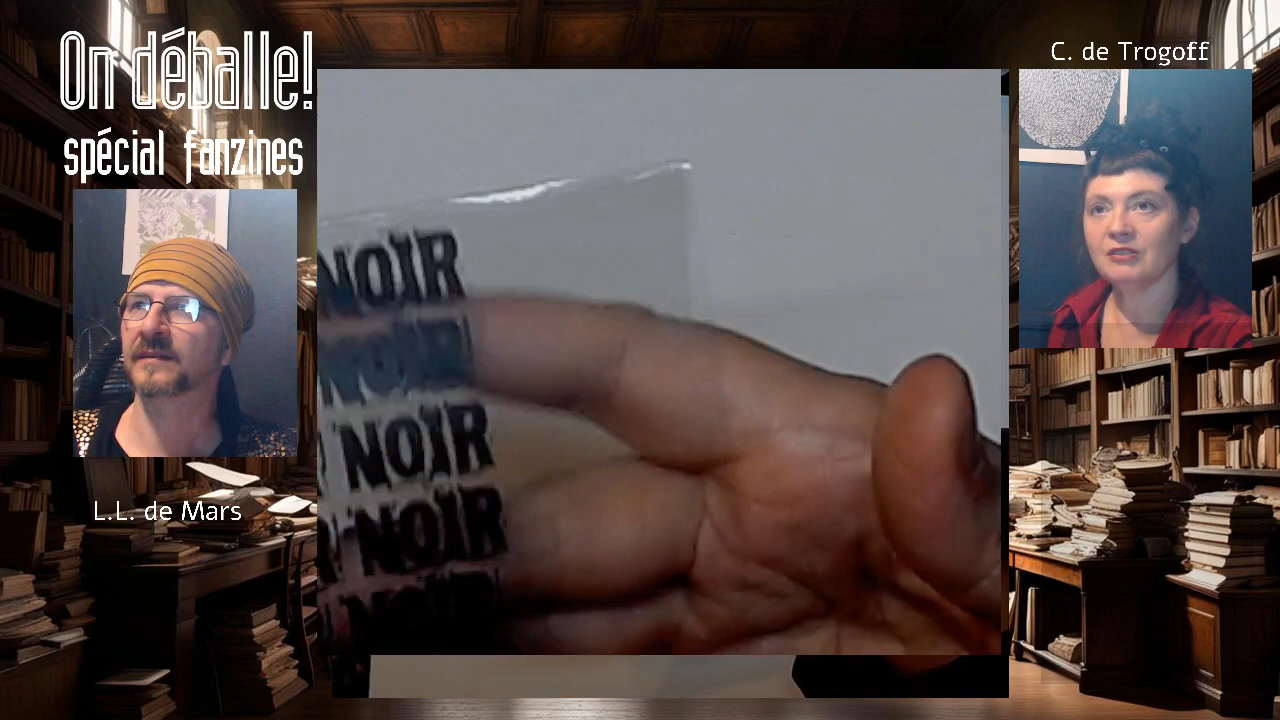 On déballe!
spécial fanzines
C. de Trogoff
NOIR
NOIR
NOIR
NOIR
NOIR
L.L. de Mars